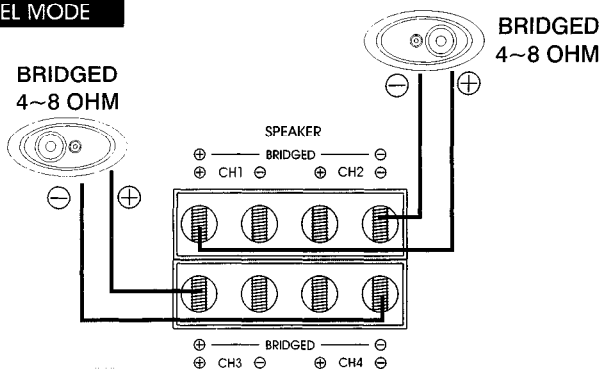 EL MODE
BRIDGED
4~8 OHM
⊖ ⊕
BRIDGED
4~8 OHM
⊖ ⊕
SPEAKER
⊕ BRIDGED ⊖
⊕ CH1 ⊖ ⊕ CH2 ⊖
⊕ BRIDGED ⊖
⊕ CH3 ⊖ ⊕ CH4 ⊖